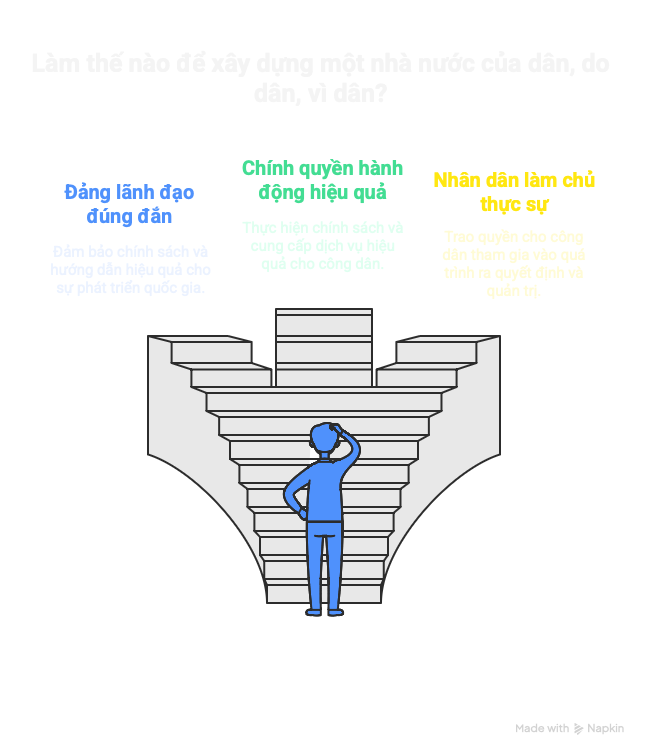 Làm thế nào để xây dựng một nhà nước của dân, do
dân, vì dân?
Đảng lãnh đạo
đúng đắn
Đảm bảo chính sách và
hướng dẫn hiệu quả cho
sự phát triển quốc gia.
Chính quyền hành
động hiệu quả
Thực hiện chính sách và
cung cấp dịch vụ hiệu
quả cho công dân.
Nhân dân làm chủ
thực sự
Trao quyền cho công
dân tham gia vào quá
trình ra quyết định và
quản trị.
Made with Napkin